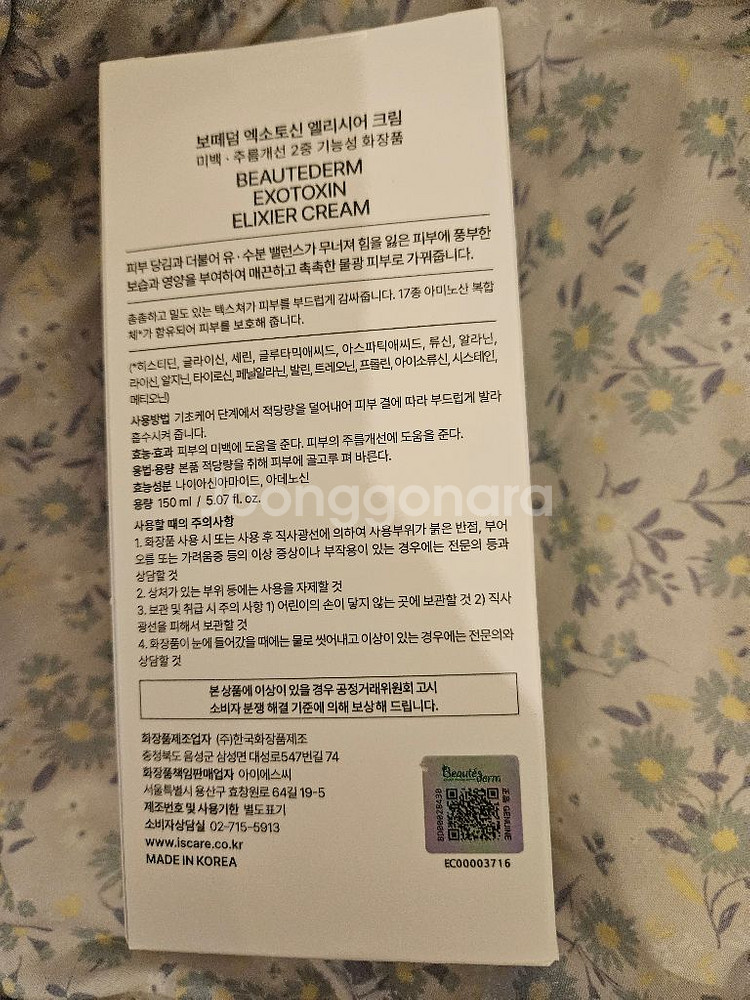 보떼덤 엑소토신 엘리시어 크림
미백 · 주름개선 2중 기능성 화장품
BEAUTEDERM
EXOTOXIN
ELIXIER CREAM
피부 당김과 더불어 유 · 수분 밸런스가 무너져 힘을 잃은 피부에 풍부한
보습과 영양을 부여하여 매끈하고 촉촉한 물광 피부로 가꿔줍니다.
촘촘하고 밀도 있는 텍스쳐가 피부를 부드럽게 감싸줍니다. 17종 아미노산 복합
체*가 함유되어 피부를 보호해 줍니다.
(*히스티딘, 글라이신, 세린, 글루타믹애씨드, 아스파틱애씨드, 류신, 알라닌,
라이신, 알지닌, 타이로신, 페닐알라닌, 발린, 트레오닌, 프롤린, 아이소류신, 시스테인,
메티오닌)
사용방법 기초케어 단계에서 적당량을 덜어내어 피부 결에 따라 부드럽게 발라
흡수시켜 줍니다.
효능·효과 피부의 미백에 도움을 준다. 피부의 주름개선에 도움을 준다.
용법·용량 본품 적당량을 취해 피부에 골고루 펴 바른다.
효능성분 나이아신아마이드, 아데노신
용량 150 ml / 5.07 fl. oz.
joonggonara
사용할 때의 주의사항
1. 화장품 사용 시 또는 사용 후 직사광선에 의하여 사용부위가 붉은 반점, 부어
오름 또는 가려움증 등의 이상 증상이나 부작용이 있는 경우에는 전문의 등과
상담할 것
2. 상처가 있는 부위 등에는 사용을 자제할 것
3. 보관 및 취급 시 주의 사항 1) 어린이의 손이 닿지 않는 곳에 보관할 것 2) 직사
광선을 피해서 보관할 것
4. 화장품이 눈에 들어갔을 때에는 물로 씻어내고 이상이 있는 경우에는 전문의와
상담할 것
본 상품에 이상이 있을 경우 공정거래위원회 고시
소비자 분쟁 해결 기준에 의해 보상해 드립니다.
화장품제조업자 (주)한국화장품제조
충청북도 음성군 삼성면 대성로547번길 74
화장품책임판매업자 아이에스씨
서울특별시 용산구 효창원로 64길 19-5
제조번호 및 사용기한 별도표기
소비자상담실 02-715-5913
www.iscare.co.kr
MADE IN KOREA
Beauté derm
정품 GENUINE
EC00003716